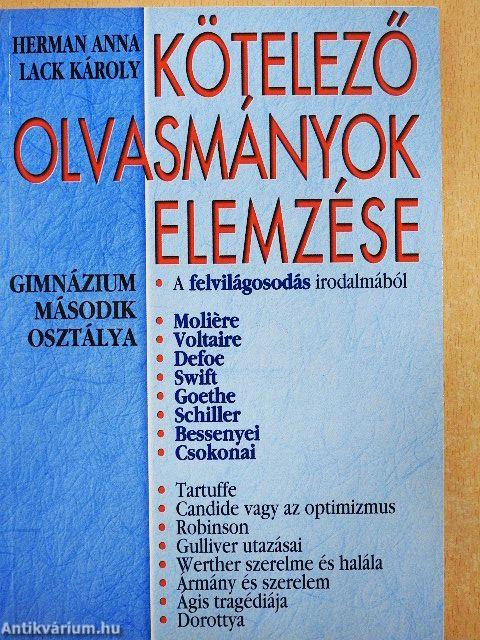 HERMAN ANNA
LACK KÁROLY
KÖTELEZŐ
OLVASMÁNYOK
ELEMZÉSE
GIMNÁZIUM
MÁSODIK
OSZTÁLYA
• A felvilágosodás irodalmából
• Molière
• Voltaire
• Defoe
• Swift
• Goethe
• Schiller
• Bessenyei
• Csokonai
• Tartuffe
• Candide vagy az optimizmus
• Robinson
• Gulliver utazásai
• Werther szerelme és halála
• Ármány és szerelem
• Ágis tragédiája
• Dorottya
Antikvárium.hu